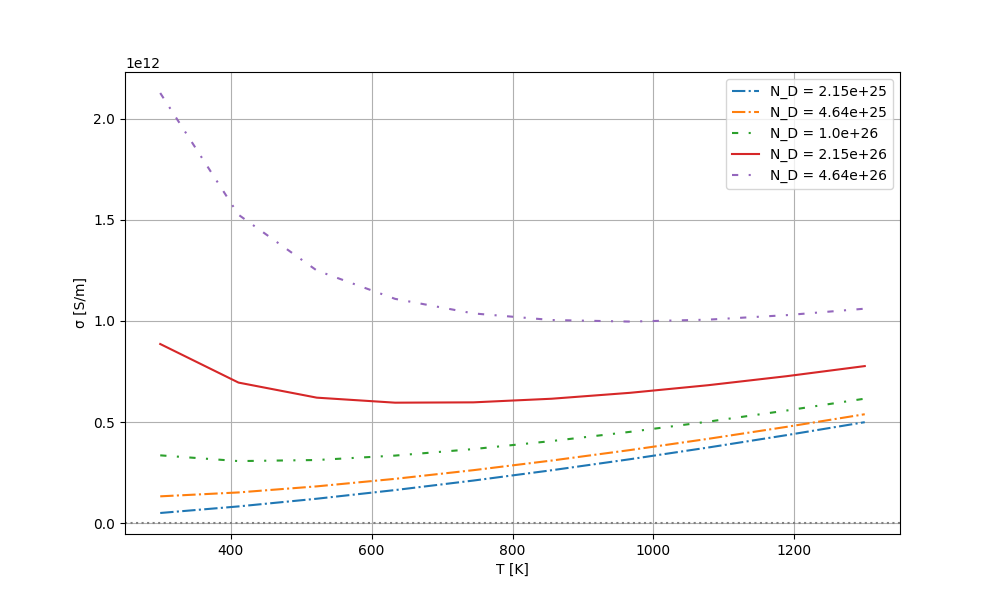 1e12
2.0
1.5
1.0
0.5
0.0
σ [S/m]
N_D = 2.15e+25
N_D = 4.64e+25
N_D = 1.0e+26
N_D = 2.15e+26
N_D = 4.64e+26
400 600 800 1000 1200
T [K]